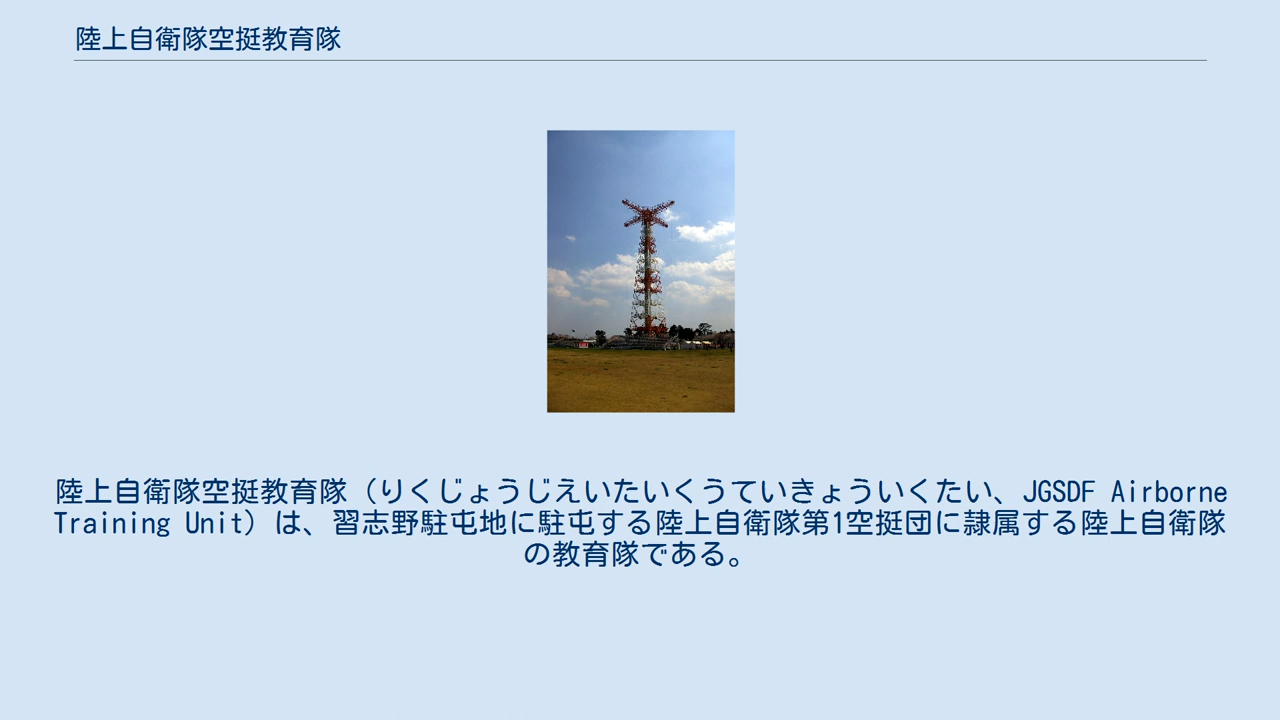 陸上自衛隊空挺教育隊
陸上自衛隊空挺教育隊（りくじょうじえいたいくうていきょういくたい、JGSDF Airborne
Training Unit）は、習志野駐屯地に駐屯する陸上自衛隊第1空挺団に隷属する陸上自衛隊
の教育隊である。